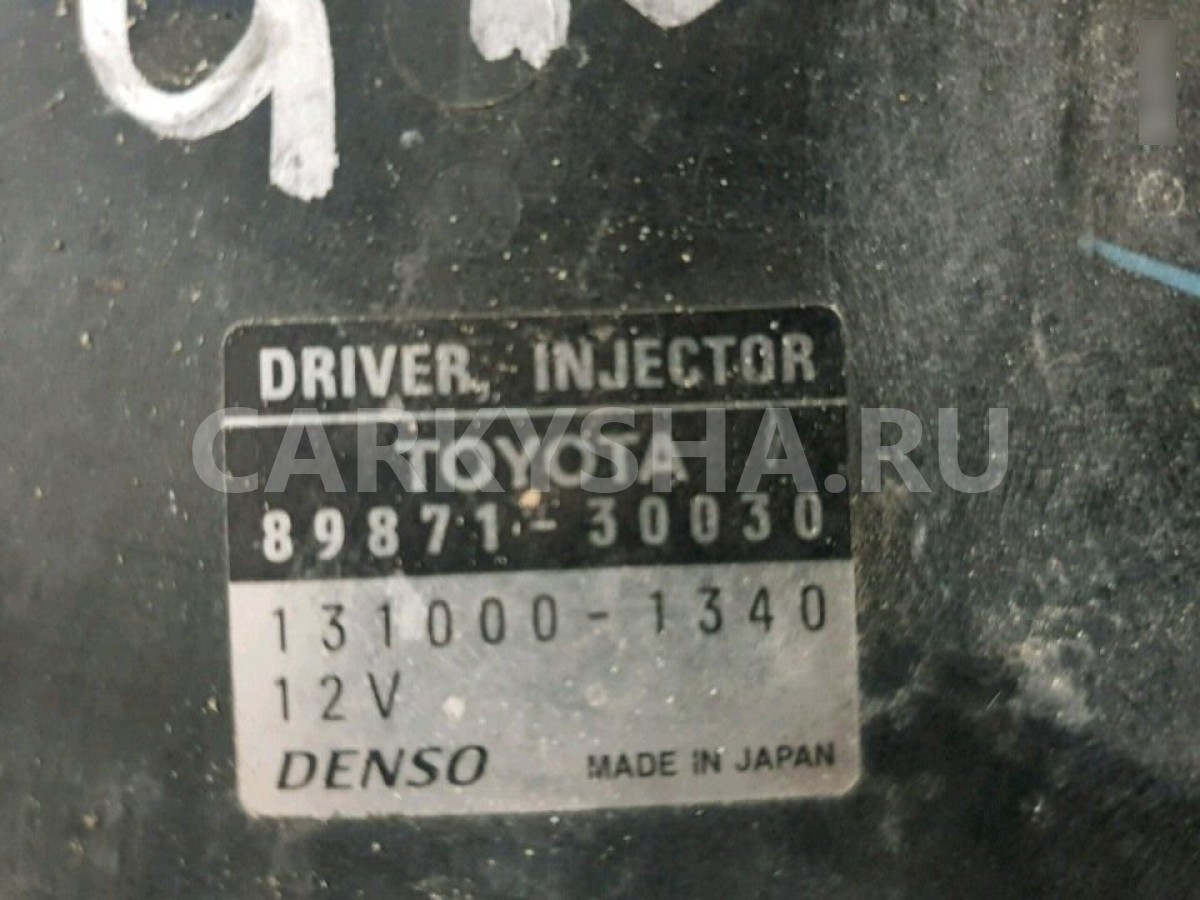 DRIVER, INJECTOR
TOYOTA
CARKYSHA.RU
89871-30030
131000-1340
12V
DENSO MADE IN JAPAN